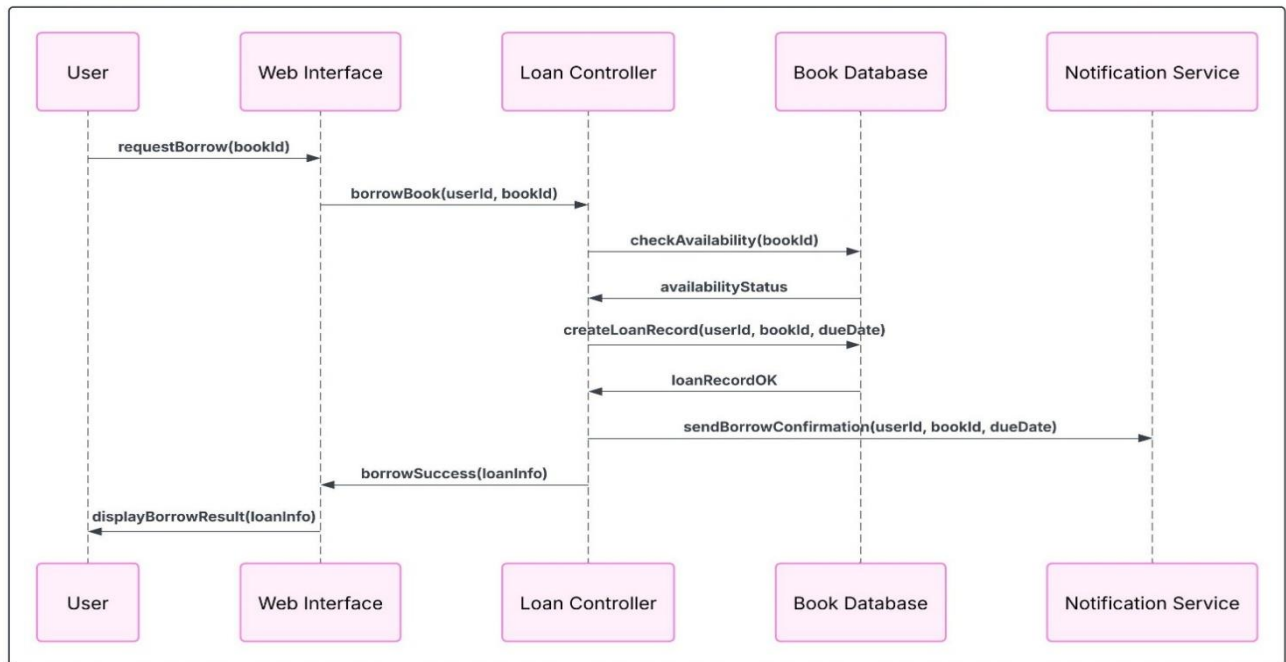 User
Web Interface
Loan Controller
Book Database
Notification Service
requestBorrow(bookId)
borrowBook(userId, bookId)
checkAvailability(bookId)
availabilityStatus
createLoanRecord(userId, bookId, dueDate)
loanRecordOK
sendBorrowConfirmation(userId, bookId, dueDate)
borrowSuccess(loanInfo)
displayBorrowResult(loanInfo)
User
Web Interface
Loan Controller
Book Database
Notification Service